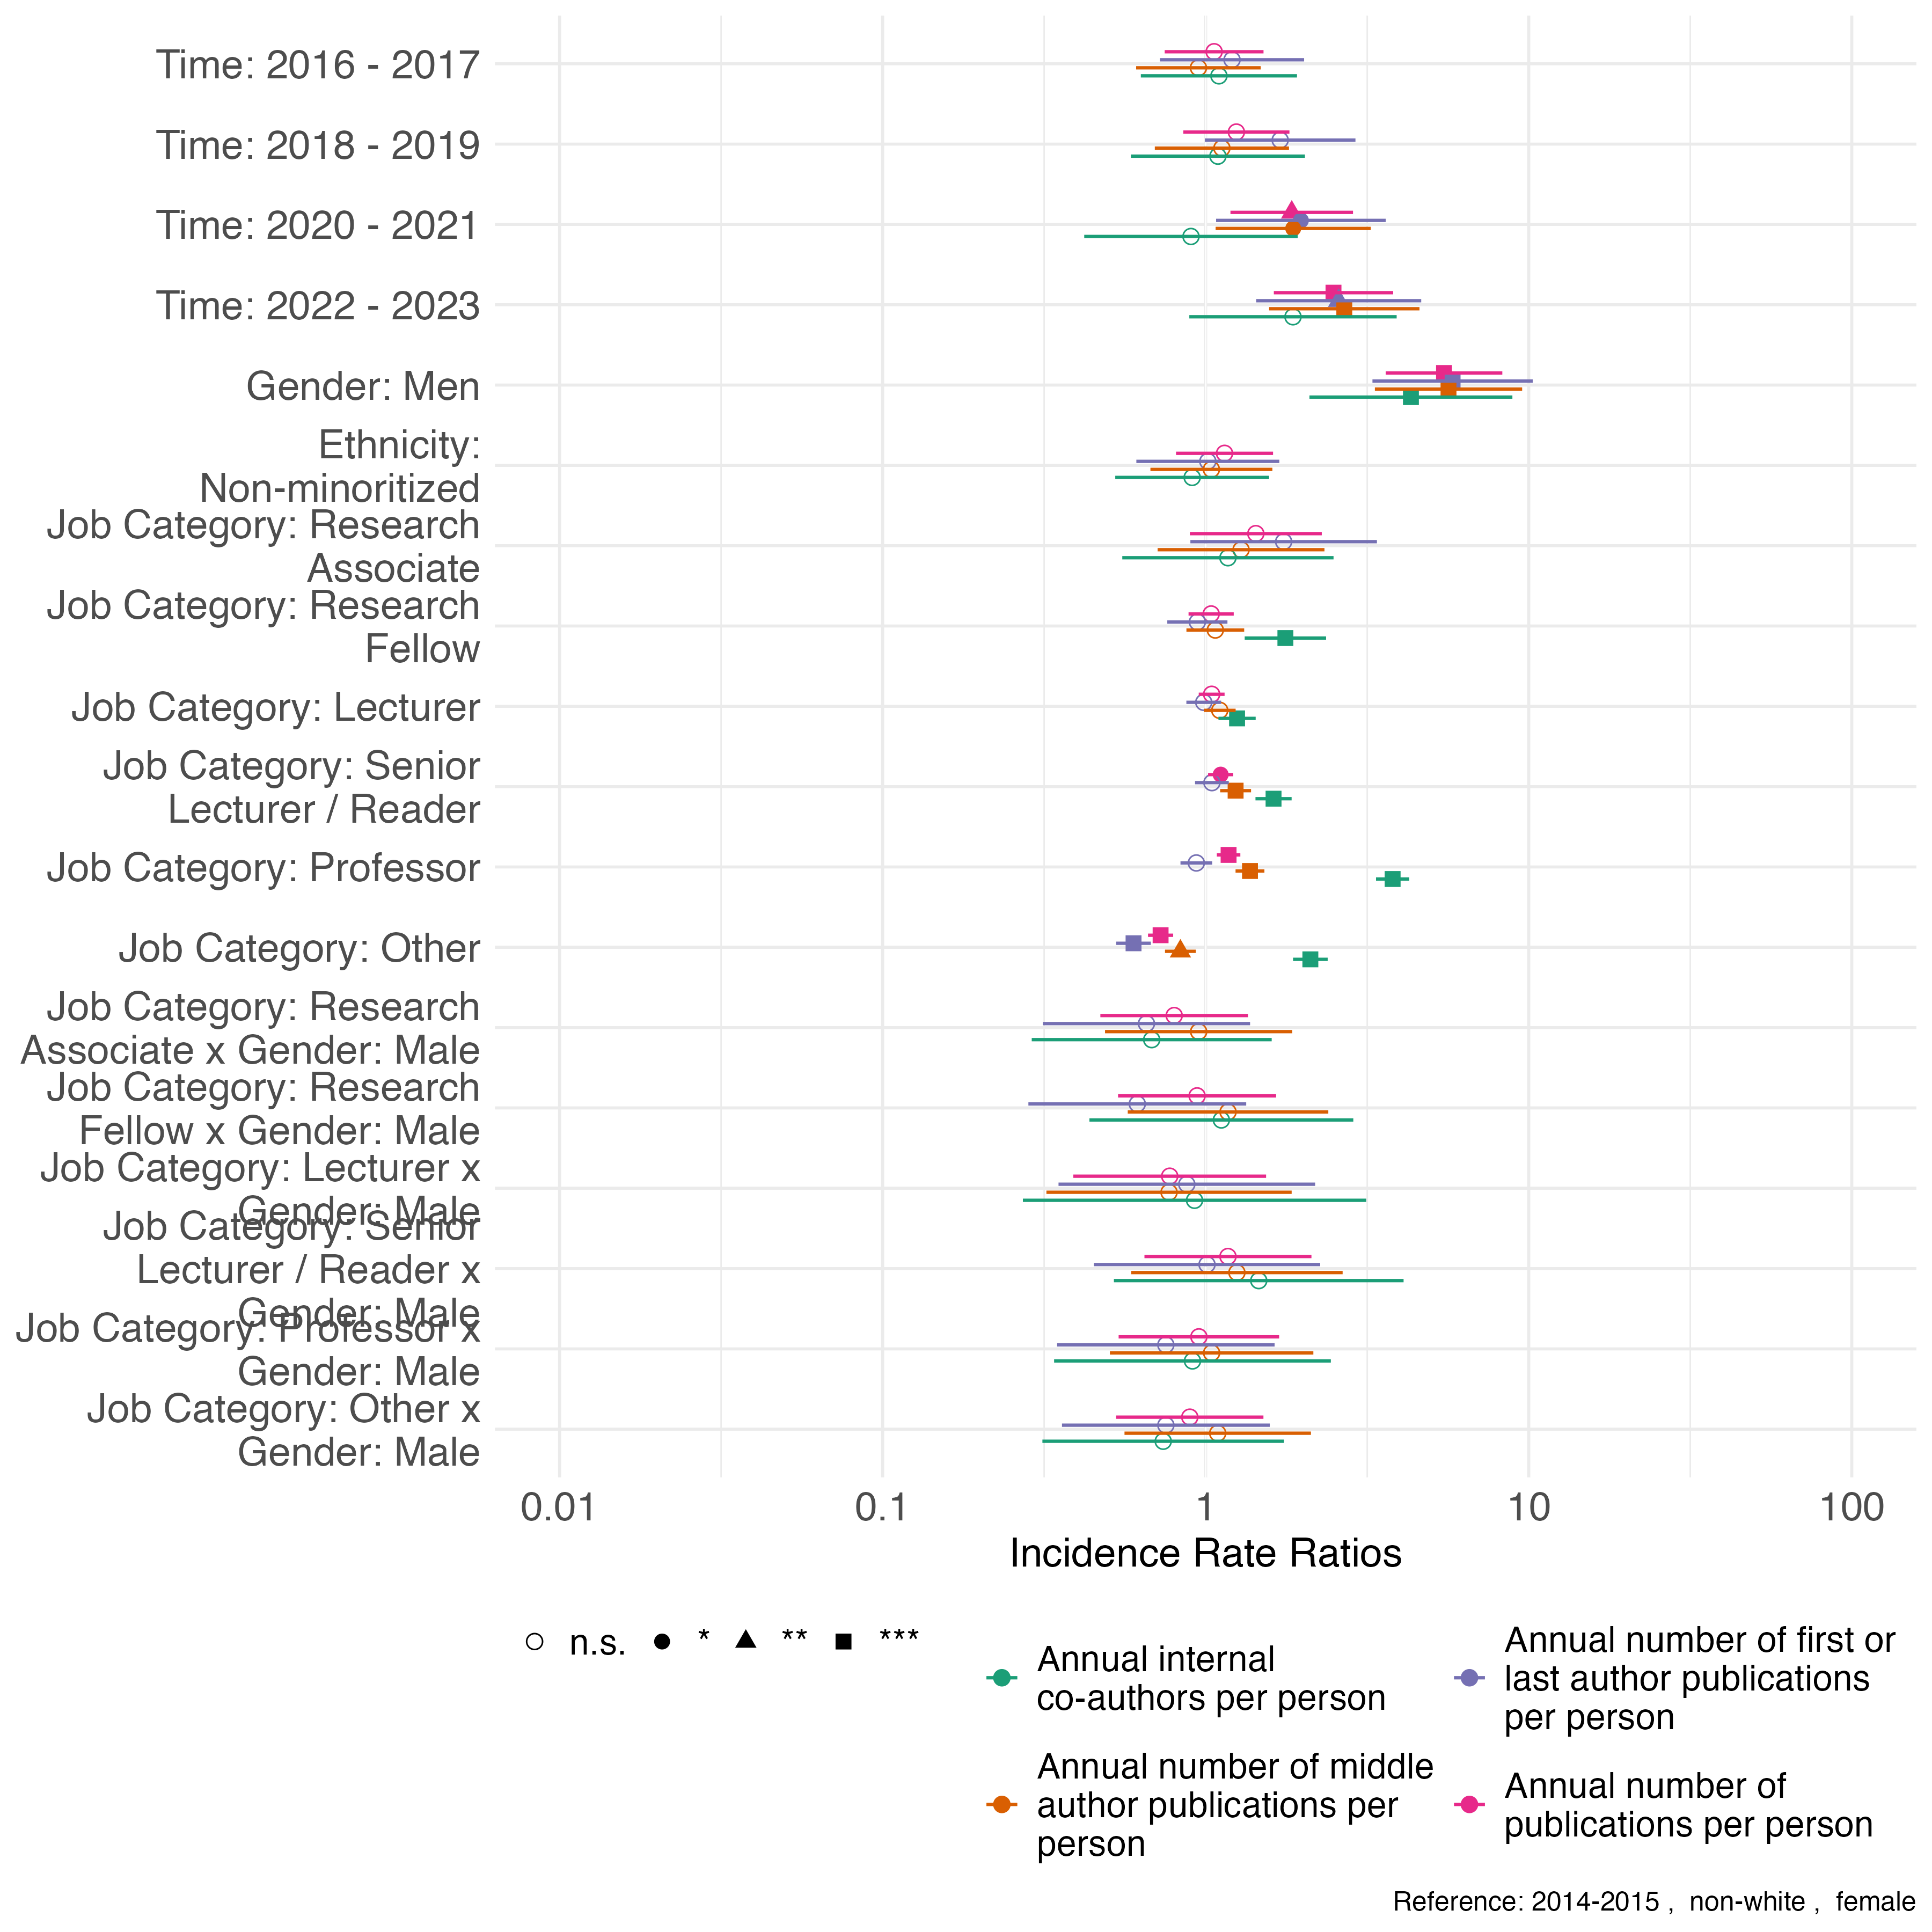 Time: 2016 - 2017
Time: 2018 - 2019
Time: 2020 - 2021
Time: 2022 - 2023
Gender: Men
Ethnicity:
Non-minoritized
Job Category: Research
Associate
Job Category: Research
Fellow
Job Category: Lecturer
Job Category: Senior
Lecturer / Reader
Job Category: Professor
Job Category: Other
Job Category: Research
Associate x Gender: Male
Job Category: Research
Fellow x Gender: Male
Job Category: Lecturer x
Gender: Male
Job Category: Senior
Lecturer / Reader x
Gender: Male
Job Category: Professor x
Gender: Male
Job Category: Other x
Gender: Male
0.01 0.1 1 10 100
Incidence Rate Ratios
n.s. * ** ***
Annual internal
co-authors per person
Annual number of middle
author publications per
person
Annual number of first or
last author publications
per person
Annual number of
publications per person
Reference: 2014-2015 , non-white , female